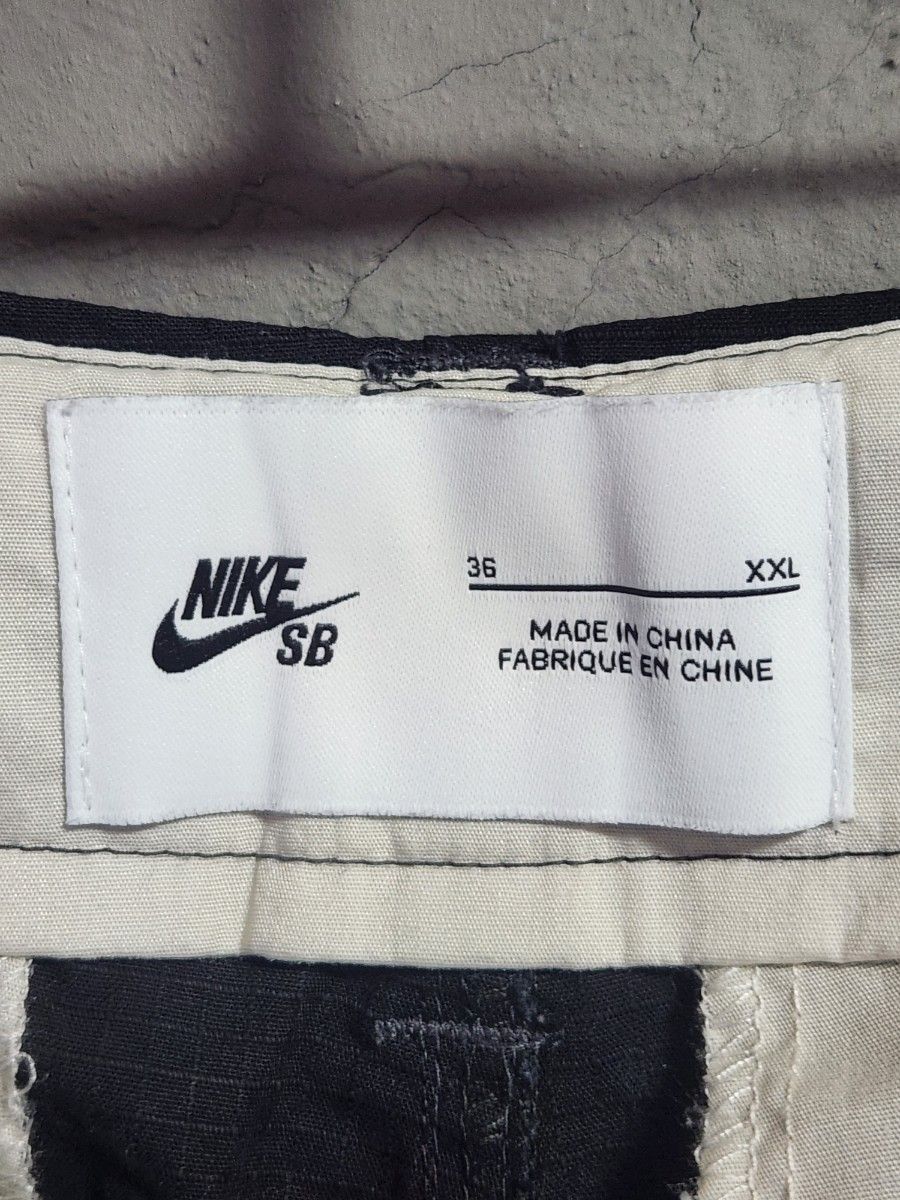 NIKE
SB
36 XXL
MADE IN CHINA
FABRIQUE EN CHINE